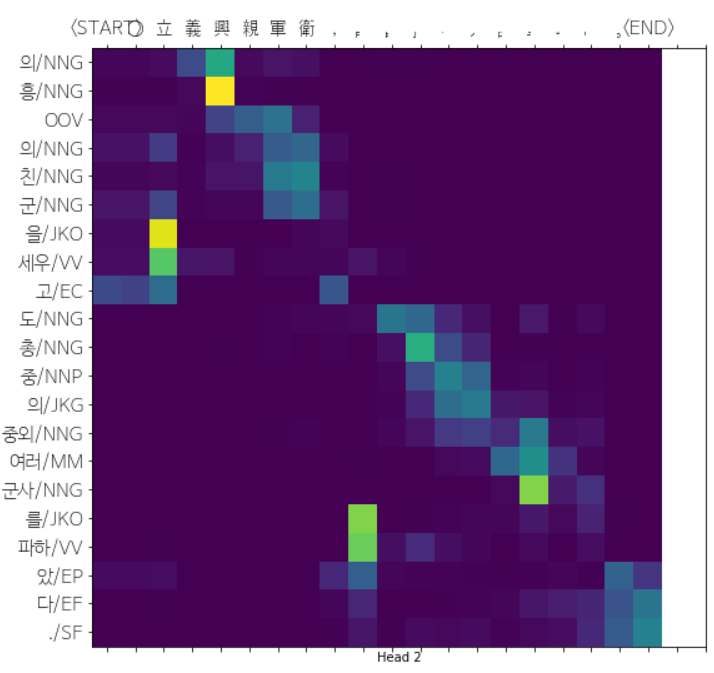 〈START〉○ 立 義 興 親 軍 衛 〈END〉
의/NNG
흥/NNG
OOV
의/NNG
친/NNG
군/NNG
을/JKO
세우/VV
고/EC
도/NNG
총/NNG
중/NNP
의/JKG
중외/NNG
여러/MM
군사/NNG
를/JKO
파하/VV
았/EP
다/EF
./SF
Head 2